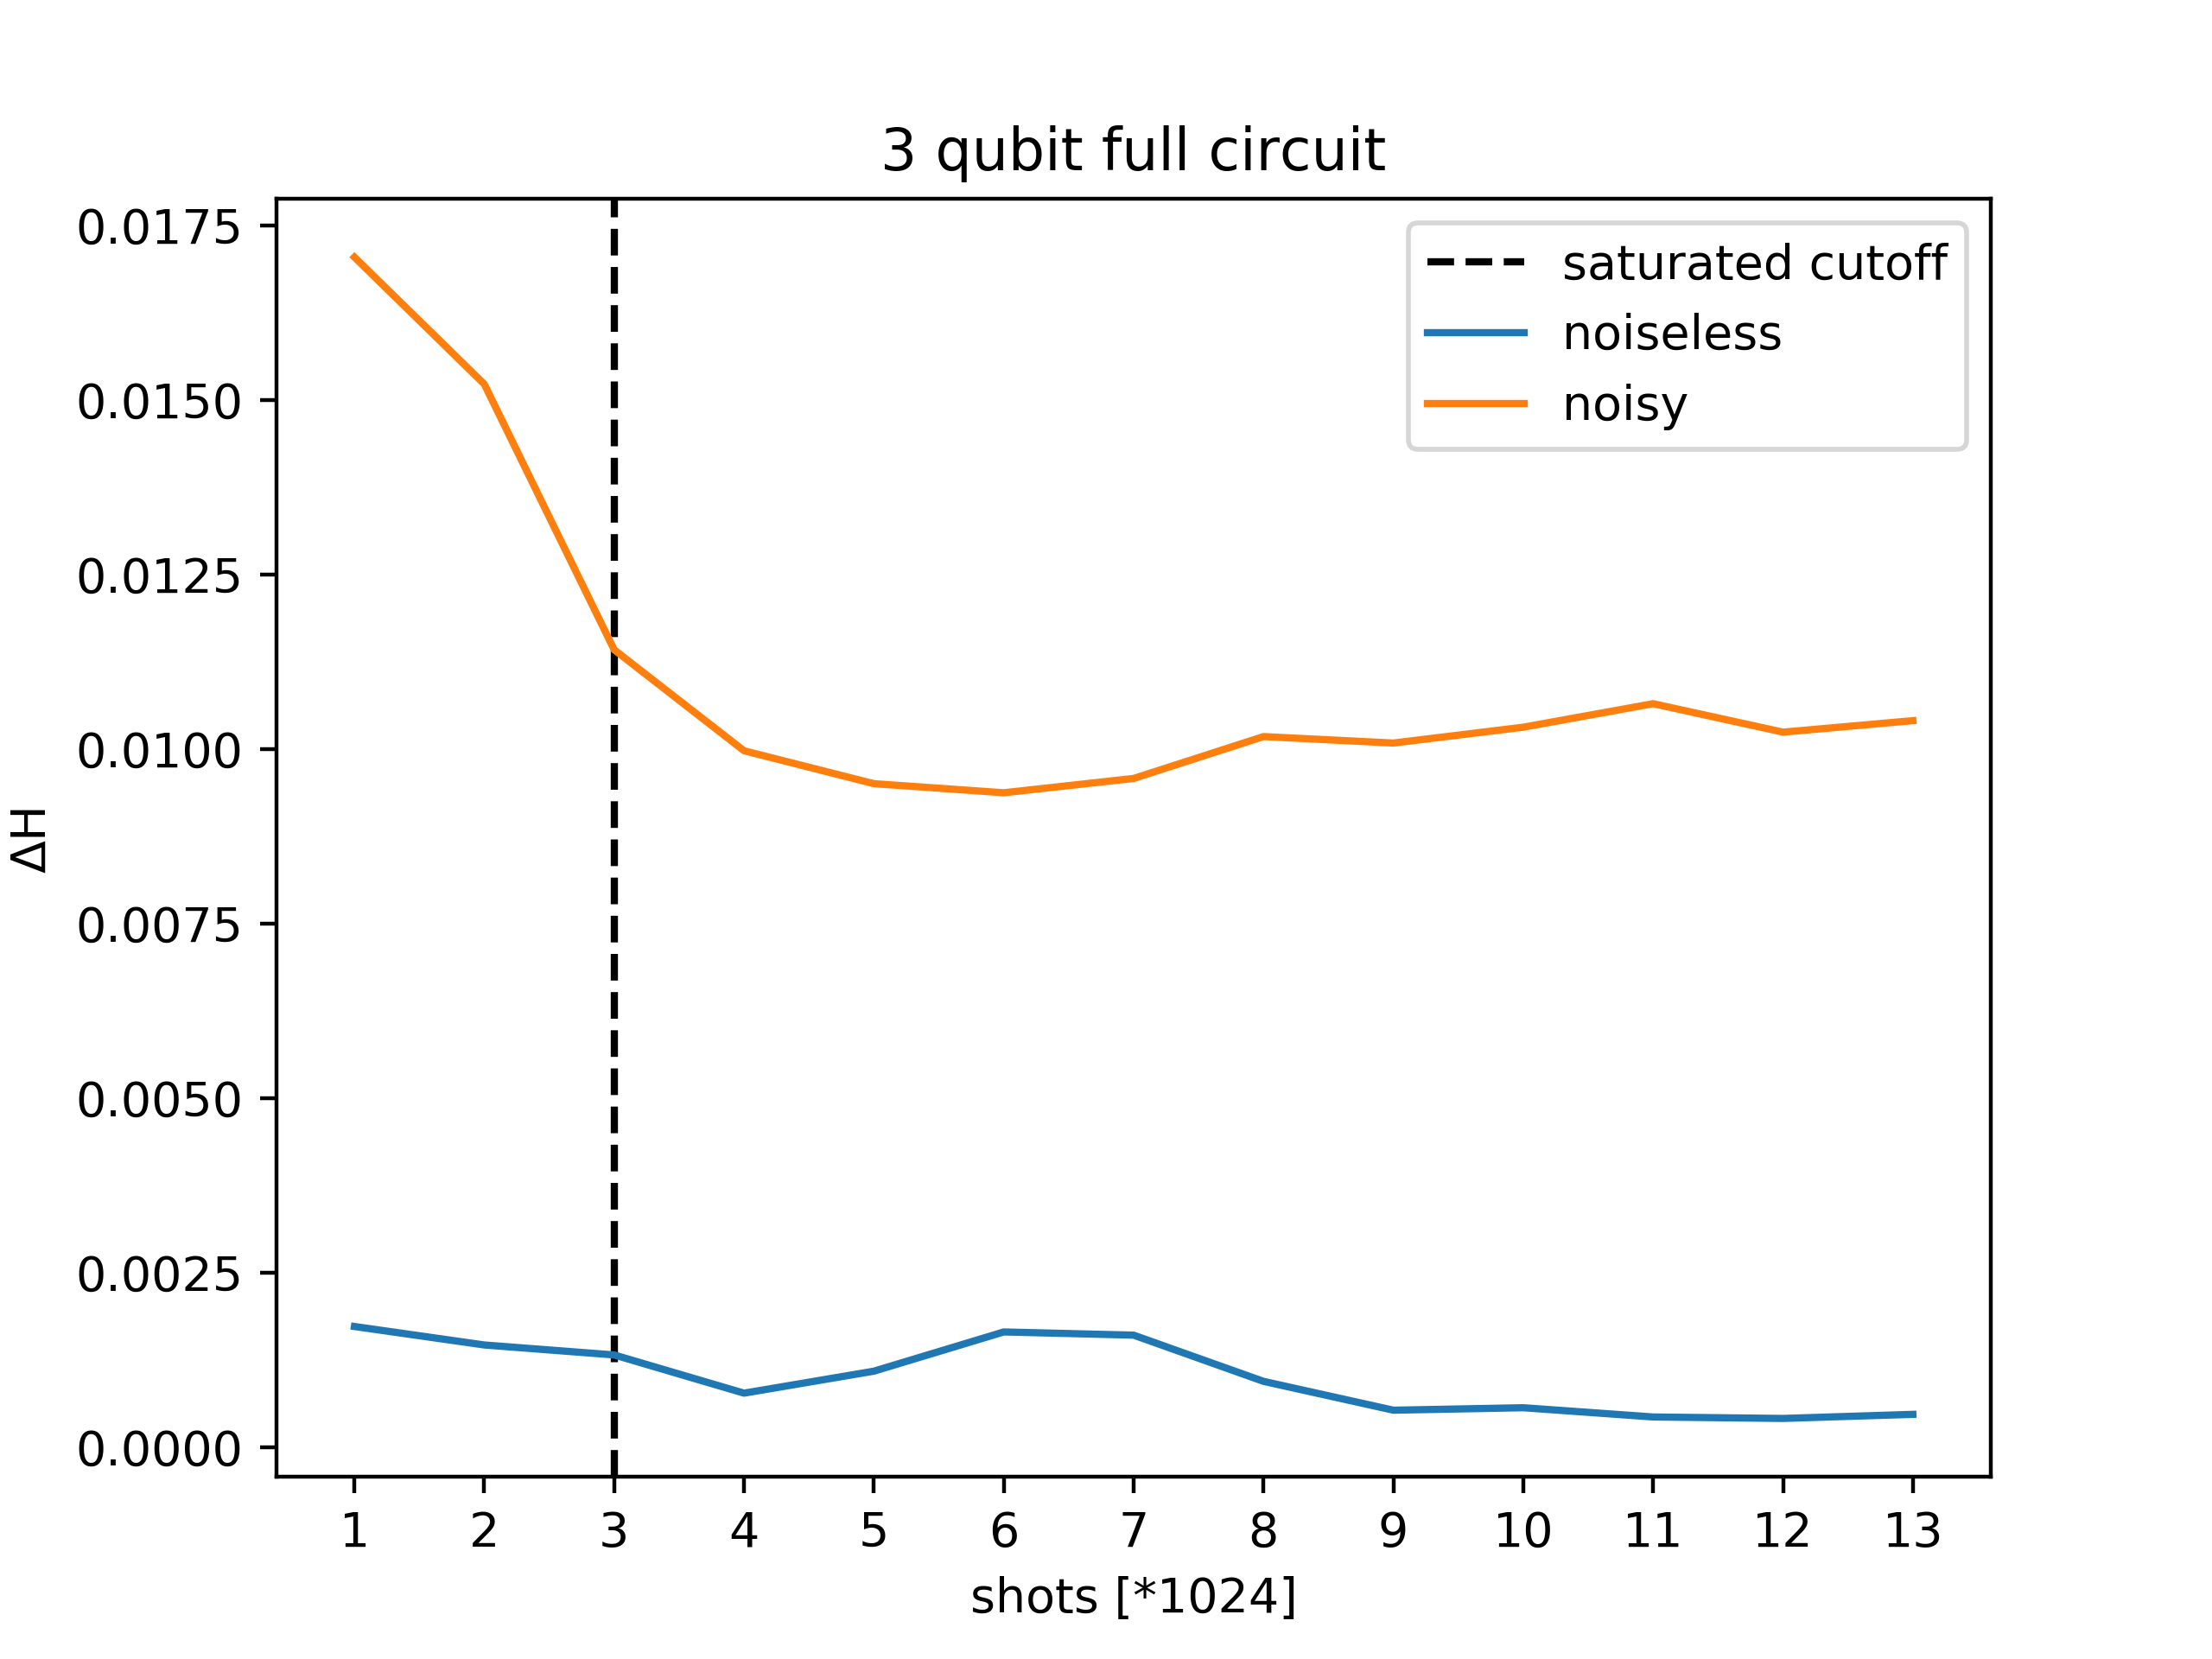 3 qubit full circuit
0.0175
0.0150
0.0125
0.0100
0.0075
0.0050
0.0025
0.0000
ΔH
saturated cutoff
noiseless
noisy
1 2 3 4 5 6 7 8 9 10 11 12 13
shots [*1024]